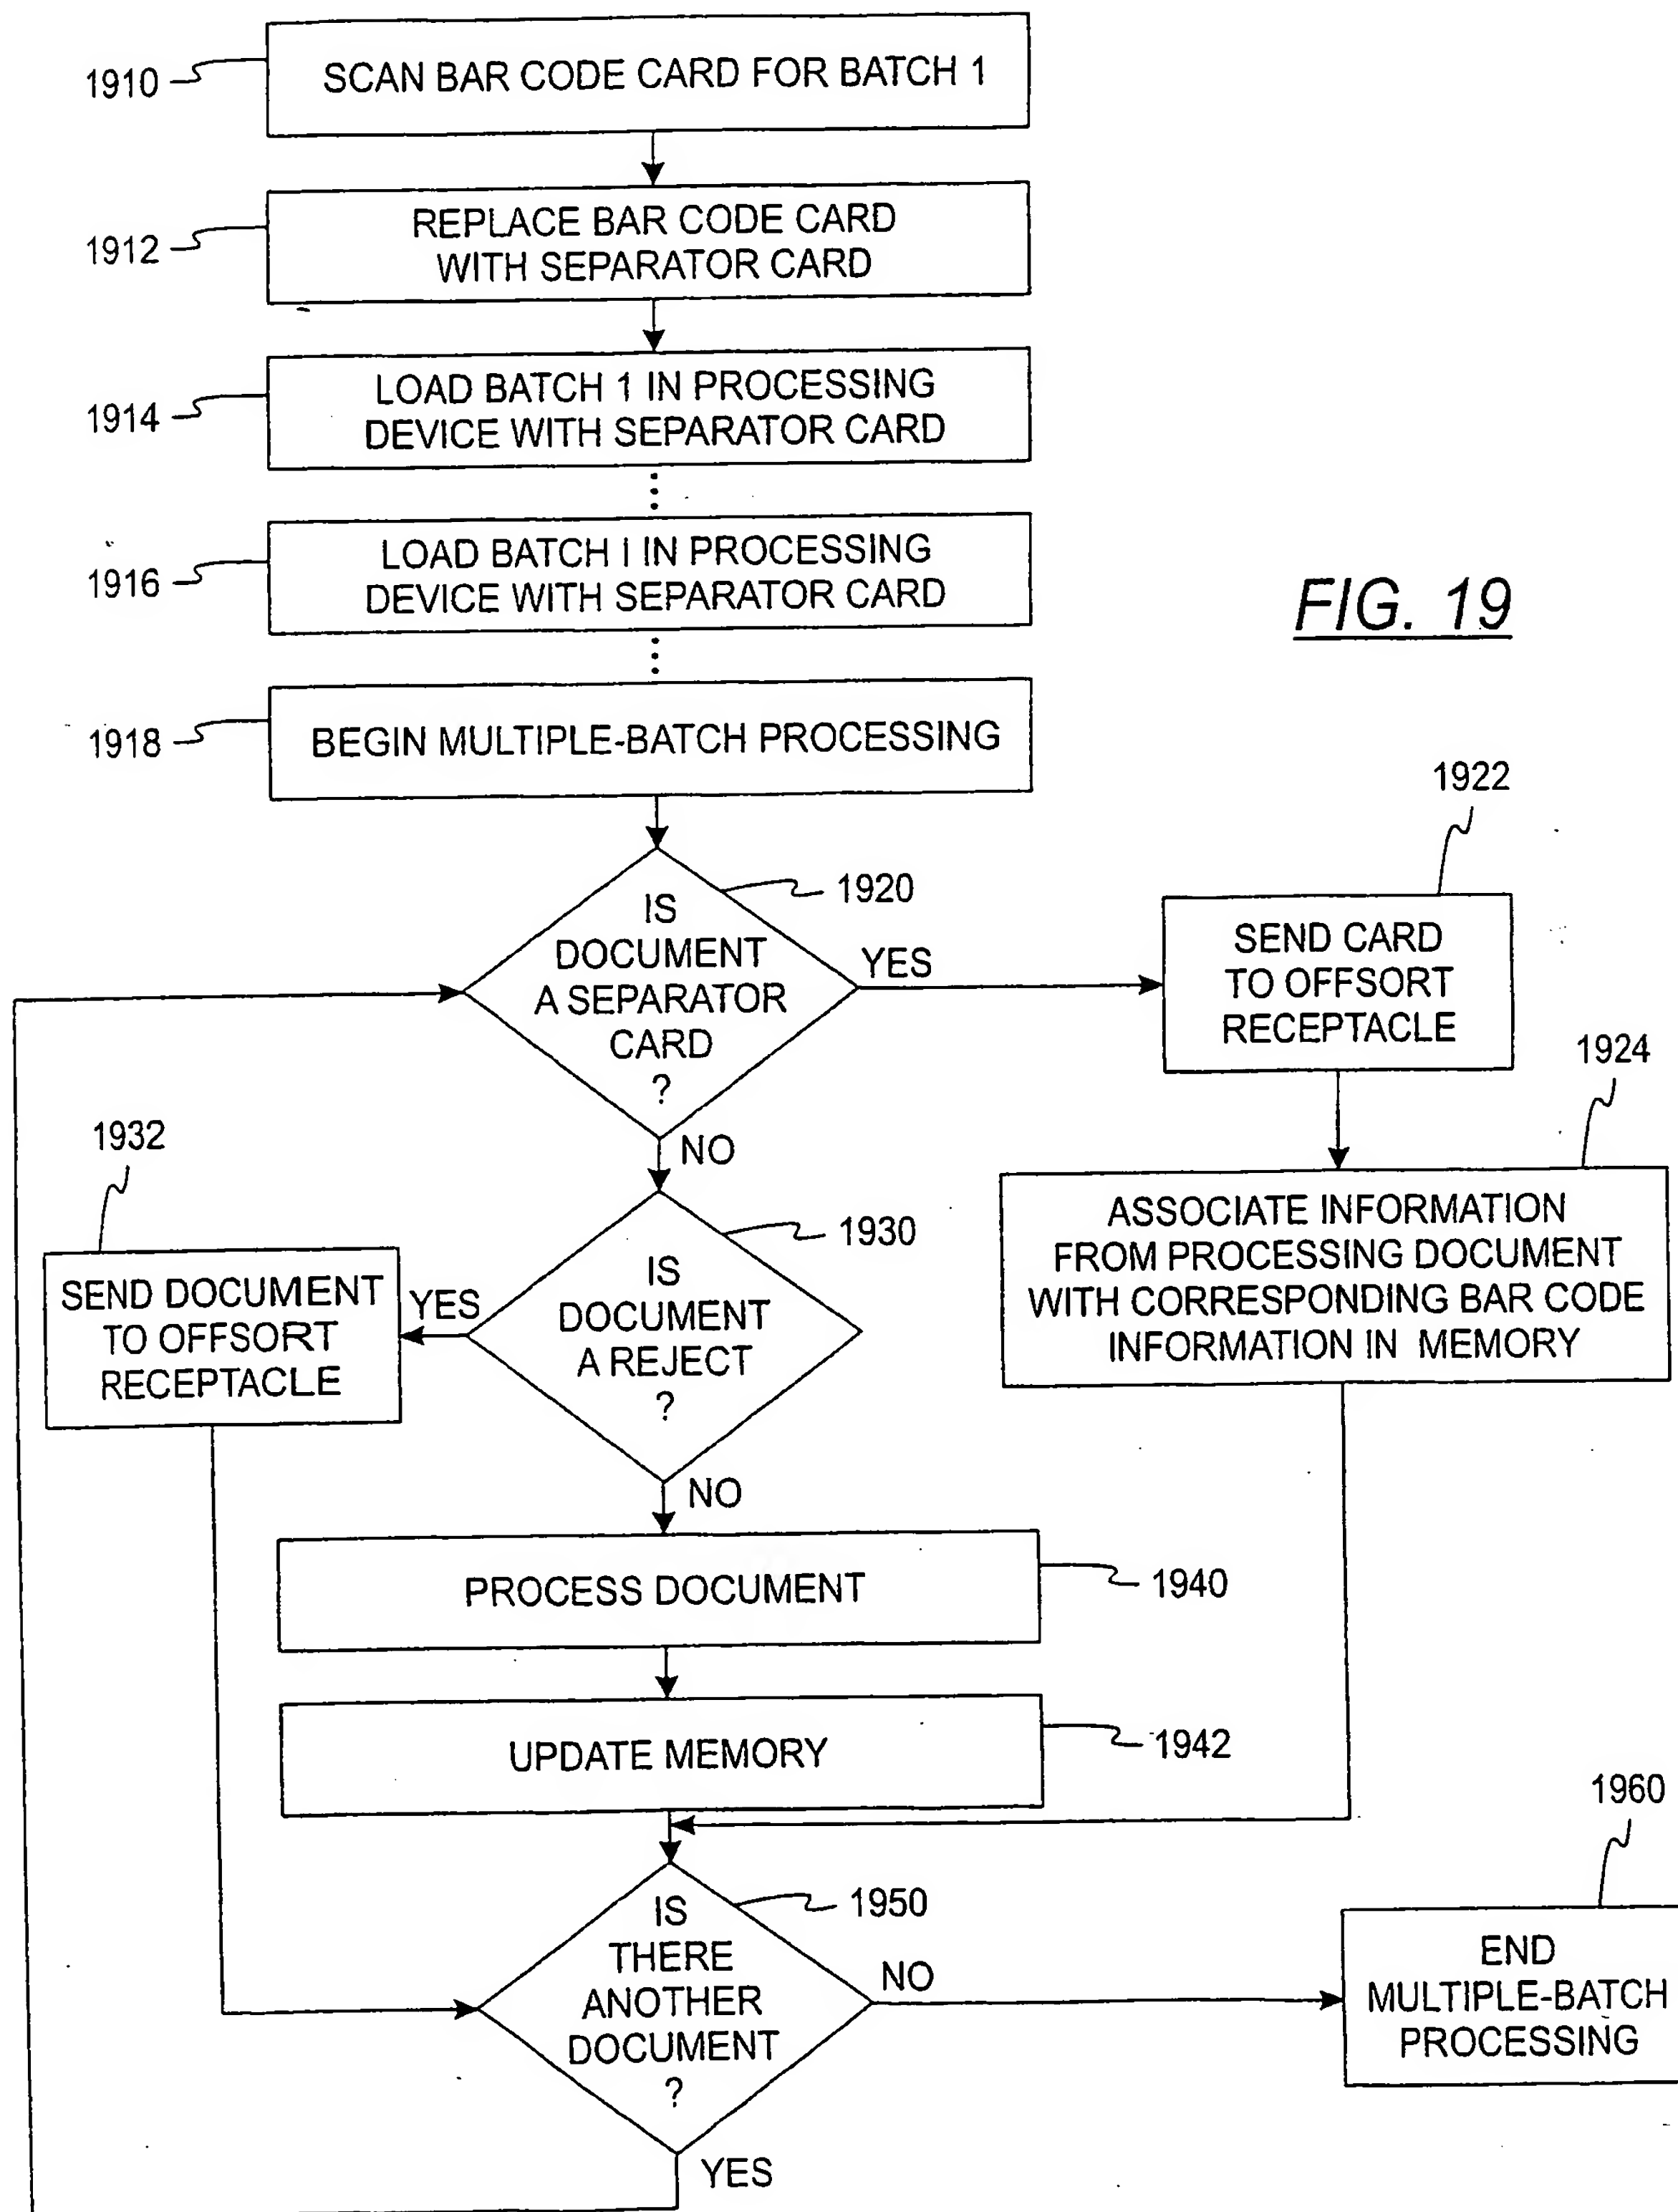 1910
SCAN BAR CODE CARD FOR BATCH 1
1912
REPLACE BAR CODE CARD
WITH SEPARATOR CARD
1914
LOAD BATCH 1 IN PROCESSING
DEVICE WITH SEPARATOR CARD
1916
LOAD BATCH I IN PROCESSING
DEVICE WITH SEPARATOR CARD
FIG. 19
1918
BEGIN MULTIPLE-BATCH PROCESSING
1920
IS
DOCUMENT
A SEPARATOR
CARD
?
YES
NO
1922
SEND CARD
TO OFFSORT
RECEPTACLE
1924
ASSOCIATE INFORMATION
FROM PROCESSING DOCUMENT
WITH CORRESPONDING BAR CODE
INFORMATION IN MEMORY
1930
IS
DOCUMENT
A REJECT
?
YES
NO
1932
SEND DOCUMENT
TO OFFSORT
RECEPTACLE
PROCESS DOCUMENT
1940
UPDATE MEMORY
1942
1950
IS
THERE
ANOTHER
DOCUMENT
?
NO
YES
1960
END
MULTIPLE-BATCH
PROCESSING